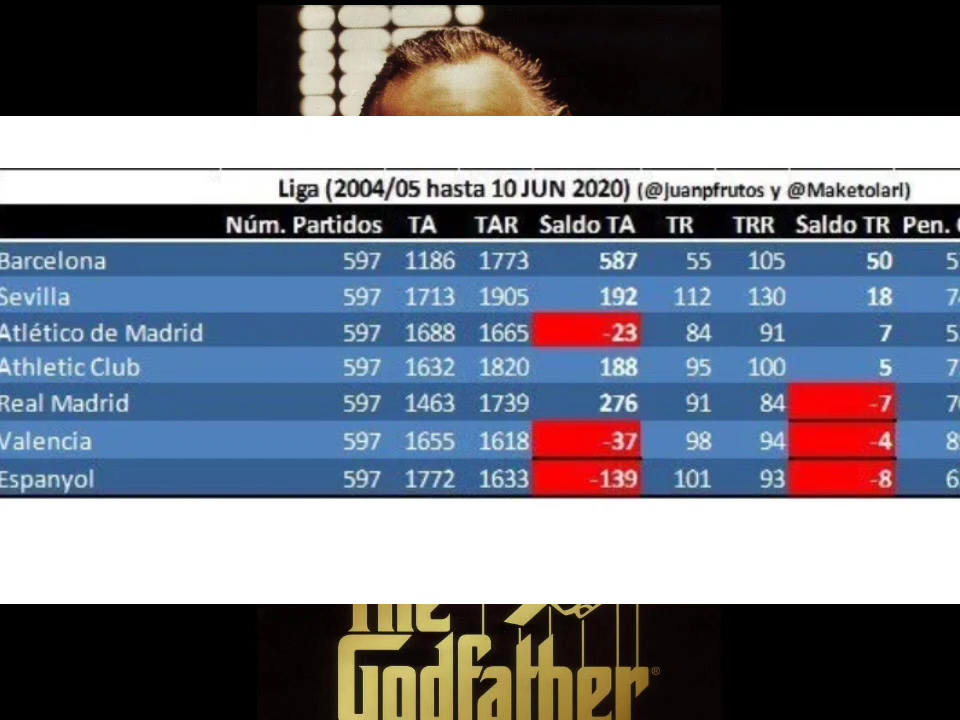 Liga (2004/05 hasta 10 JUN 2020) (@juanpfrutos y @Maketolari)
Núm. Partidos TA TAR Saldo TA TR TRR Saldo TR Pen.
Barcelona 597 1186 1773 587 55 105 50
Sevilla 597 1713 1905 192 112 130 18
Atlético de Madrid 597 1688 1665 -23 84 91 7
Athletic Club 597 1632 1820 188 95 100 5
Real Madrid 597 1463 1739 276 91 84 -7
Valencia 597 1655 1618 -37 98 94 -4
Espanyol 597 1772 1633 -139 101 93 -8
The
Godfather®